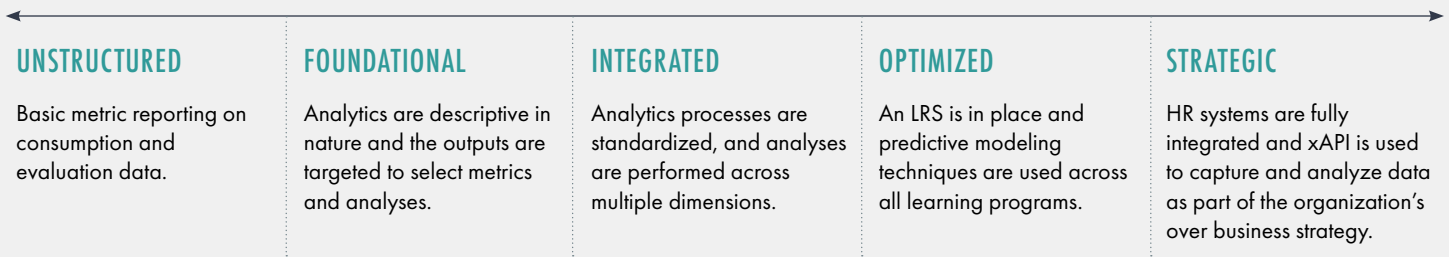 UNSTRUCTURED
Basic metric reporting on
consumption and
evaluation data.
FOUNDATIONAL
Analytics are descriptive in
nature and the outputs are
targeted to select metrics
and analyses.
INTEGRATED
Analytics processes are
standardized, and analyses
are performed across
multiple dimensions.
OPTIMIZED
An LRS is in place and
predictive modeling
techniques are used across
all learning programs.
STRATEGIC
HR systems are fully
integrated and xAPI is used
to capture and analyze data
as part of the organization’s
over business strategy.